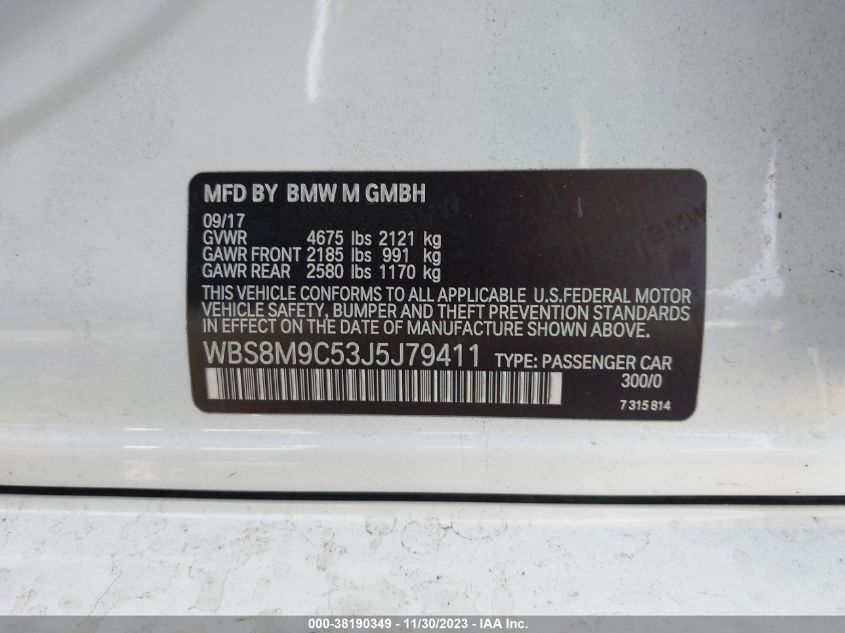 MFD BY BMW M GMBH
09/17
GVWR 4675 lbs 2121 kg
GAWR FRONT 2185 lbs 991 kg
GAWR REAR 2580 lbs 1170 kg
THIS VEHICLE CONFORMS TO ALL APPLICABLE U.S.FEDERAL MOTOR
VEHICLE SAFETY, BUMPER AND THEFT PREVENTION STANDARDS
IN EFFECT ON THE DATE OF MANUFACTURE SHOWN ABOVE.
WBS8M9C53J5J79411 TYPE: PASSENGER CAR
300/0
7 315 814
000-38190349 - 11/30/2023 - IAAI.COM